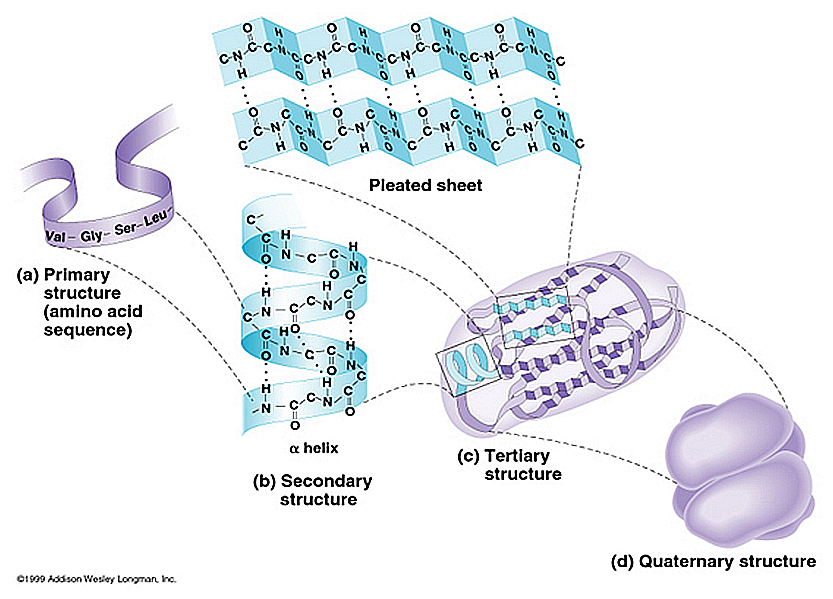 Pleated sheet
Val – Gly – Ser – Leu –
(a) Primary
structure
(amino acid
sequence)
α helix
(b) Secondary
structure
(c) Tertiary
structure
(d) Quaternary structure
©1999 Addison Wesley Longman, Inc.